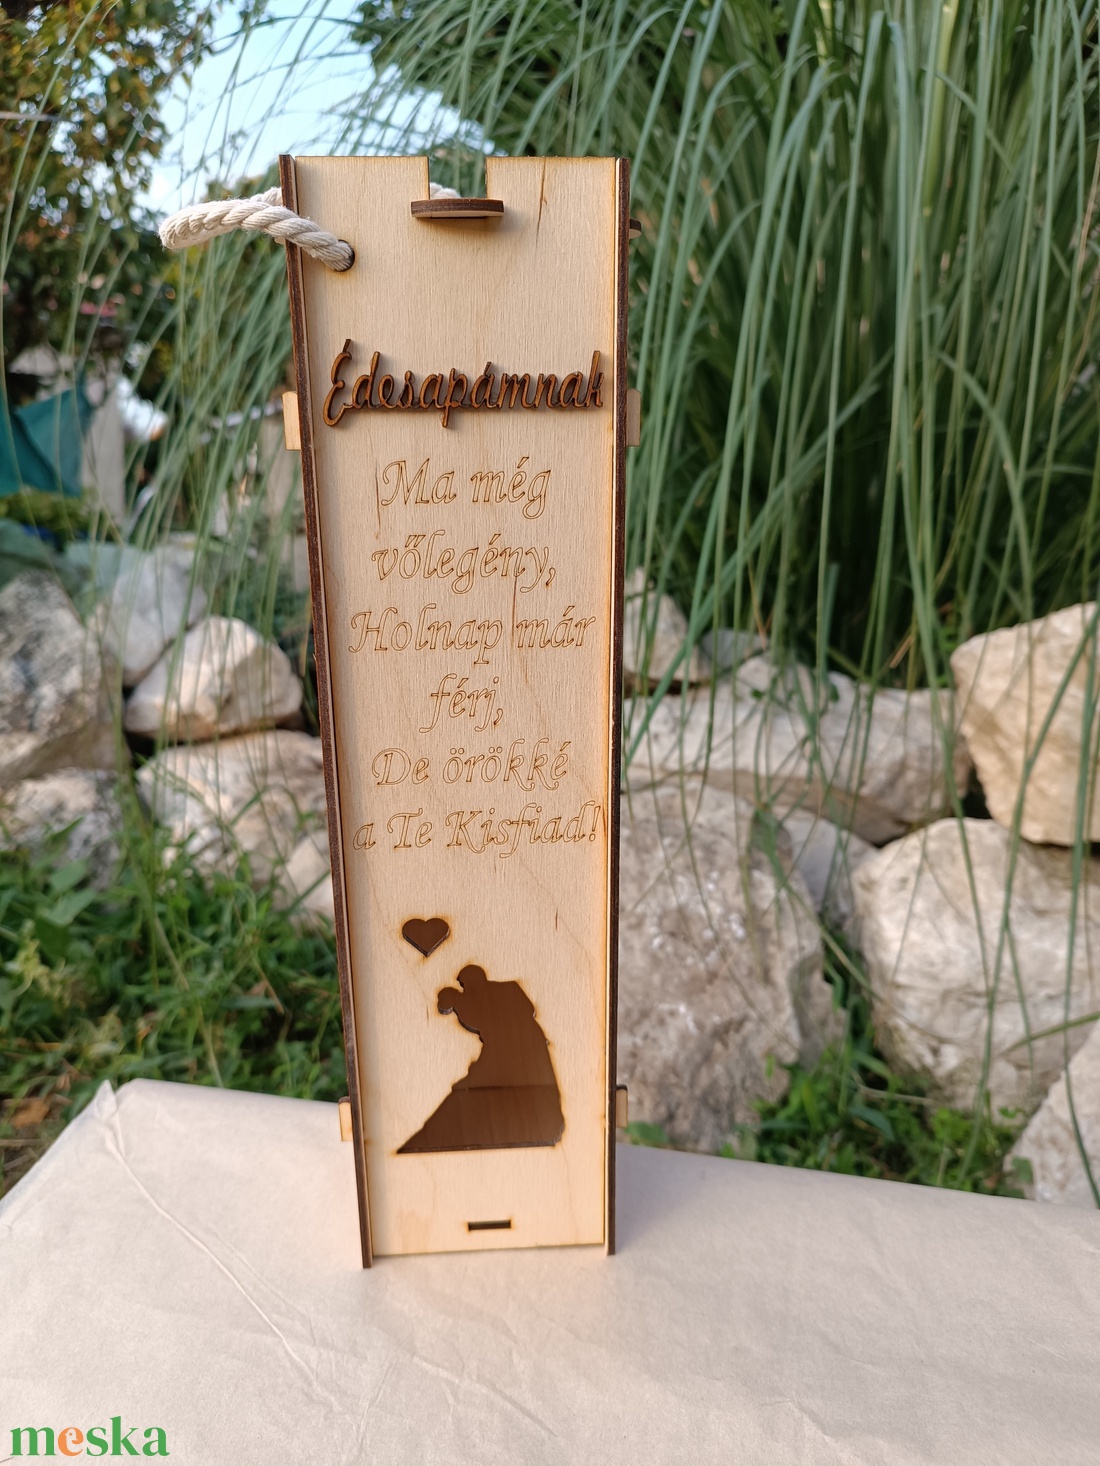 Édesapámnak
Ma még
vőlegény,
Holnap már
férj,
De örökké
a Te Kisfiad!
meska